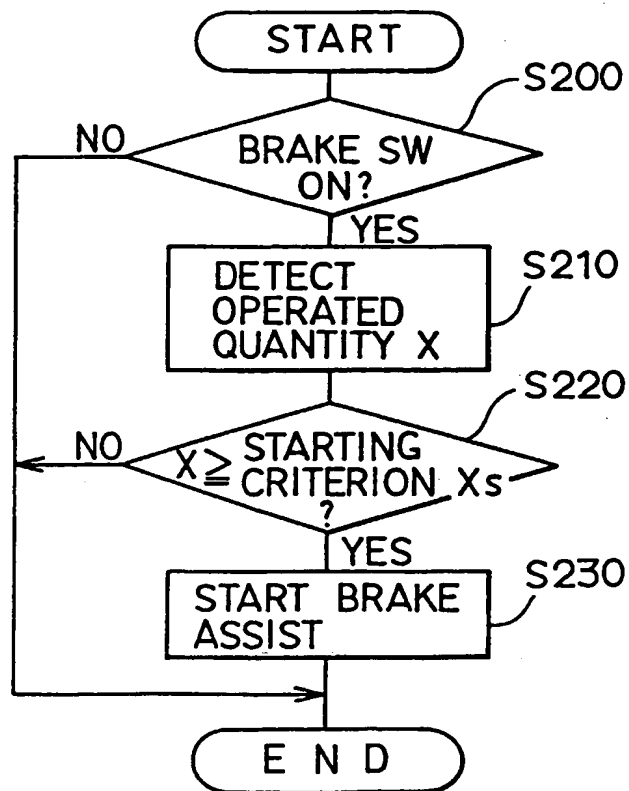 START
S200
NO
BRAKE SW
ON?
YES
S210
DETECT
OPERATED
QUANTITY X
S220
NO
X ≧ STARTING
CRITERION Xs
?
YES
S230
START BRAKE
ASSIST
END